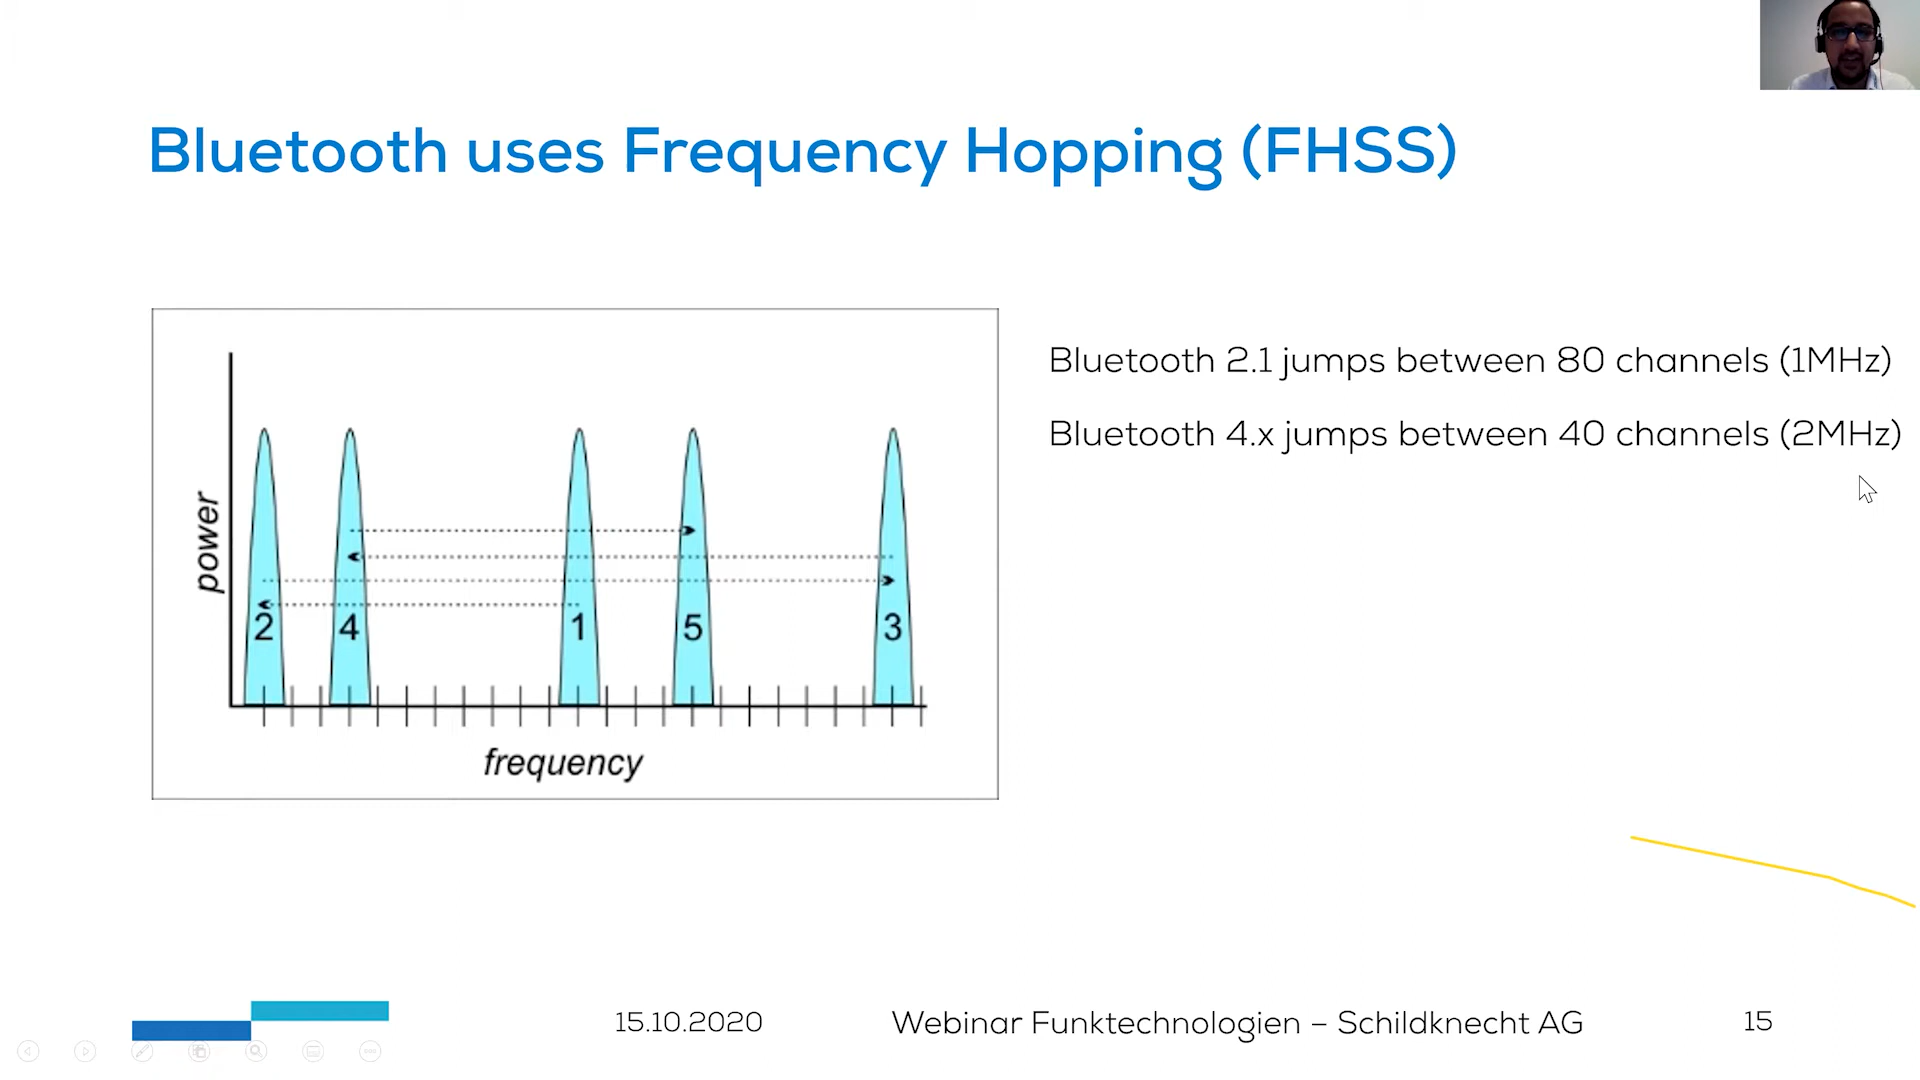 Bluetooth uses Frequency Hopping (FHSS)
Bluetooth 2.1 jumps between 80 channels (1MHz)
Bluetooth 4.x jumps between 40 channels (2MHz)
power
2 4 1 5 3
frequency
15.10.2020 Webinar Funktechnologien – Schildknecht AG 15